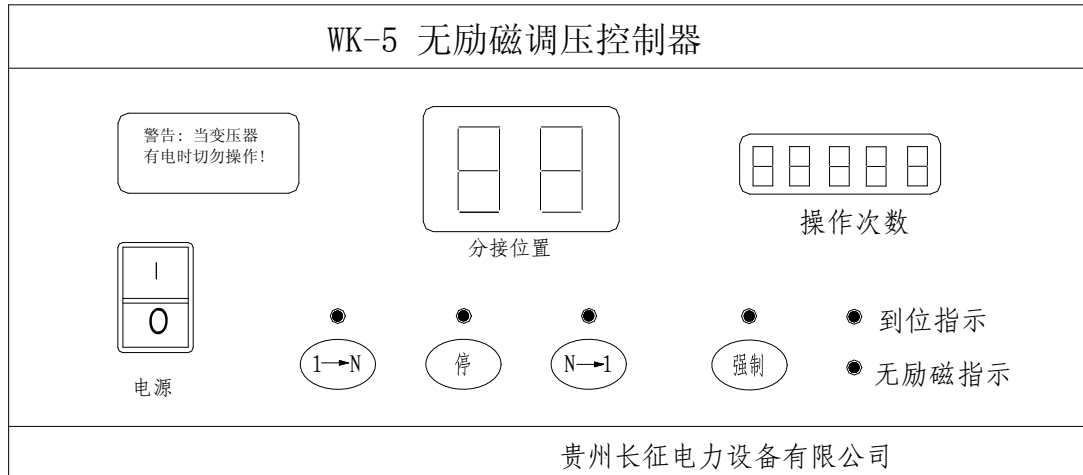 WK-5 无励磁调压控制器
警告: 当变压器
有电时切勿操作!
分接位置
操作次数
I
O
电源
1→N
停
N→1
强制
到位指示
无励磁指示
贵州长征电力设备有限公司